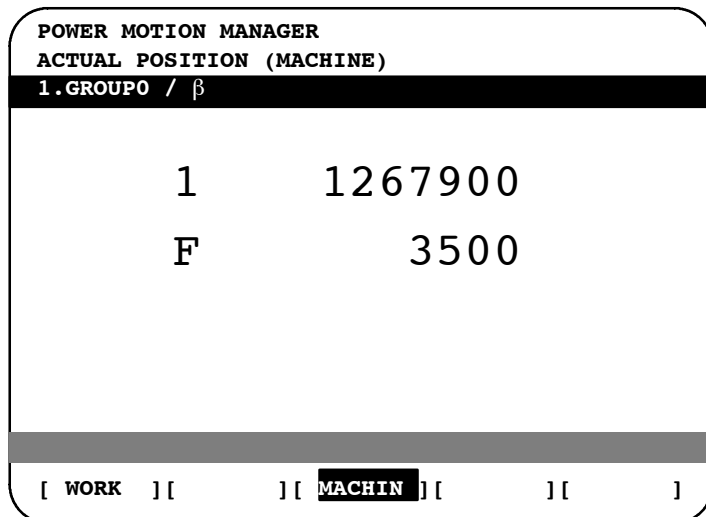 POWER MOTION MANAGER
ACTUAL POSITION (MACHINE)
1.GROUP0 / β
1 1267900
F 3500
[ WORK ][ ][ MACHIN ][ ][ ]